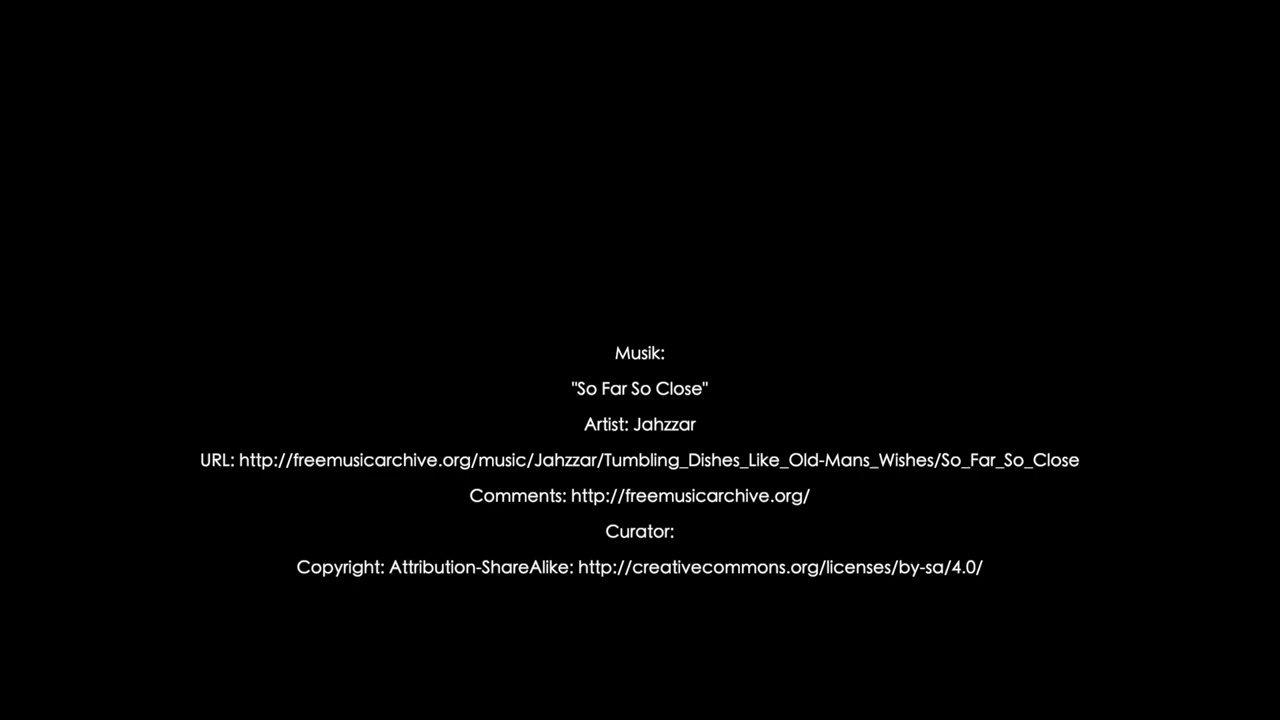 Musik:
"So Far So Close"
Artist: Jahzzar
URL: http://freemusicarchive.org/music/Jahzzar/Tumbling_Dishes_Like_Old-Mans_Wishes/So_Far_So_Close
Comments: http://freemusicarchive.org/
Curator:
Copyright: Attribution-ShareAlike: http://creativecommons.org/licenses/by-sa/4.0/